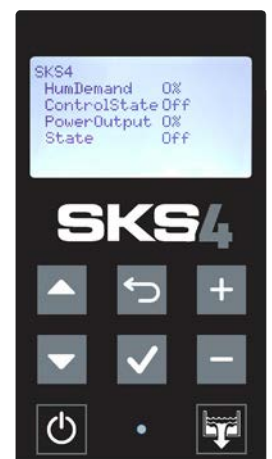 SKS4
HumDemand 0%
ControlState Off
PowerOutput 0%
State Off
SKS4